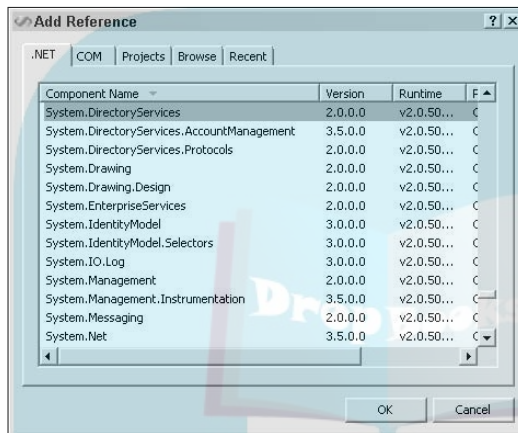 Add Reference
.NET COM Projects Browse Recent
Component Name Version Runtime
System.DirectoryServices 2.0.0.0 v2.0.50...
System.DirectoryServices.AccountManagement 3.5.0.0 v2.0.50...
System.DirectoryServices.Protocols 2.0.0.0 v2.0.50...
System.Drawing 2.0.0.0 v2.0.50...
System.Drawing.Design 2.0.0.0 v2.0.50...
System.EnterpriseServices 2.0.0.0 v2.0.50...
System.IdentityModel 3.0.0.0 v2.0.50...
System.IdentityModel.Selectors 3.0.0.0 v2.0.50...
System.IO.Log 3.0.0.0 v2.0.50...
System.Management 2.0.0.0 v2.0.50...
System.Management.Instrumentation 3.5.0.0 v2.0.50...
System.Messaging 2.0.0.0 v2.0.50...
System.Net 3.5.0.0 v2.0.50...
OK Cancel